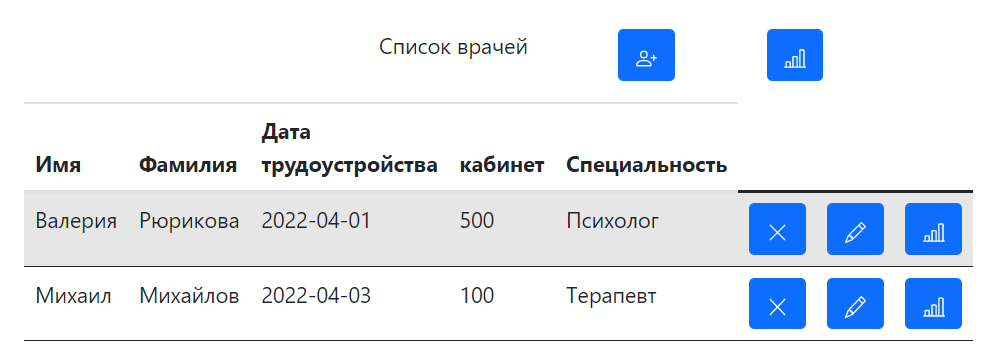 Список врачей
Имя Фамилия Дата трудоустройства кабинет Специальность
Валерия Рюрикова 2022-04-01 500 Психолог
Михаил Михайлов 2022-04-03 100 Терапевт